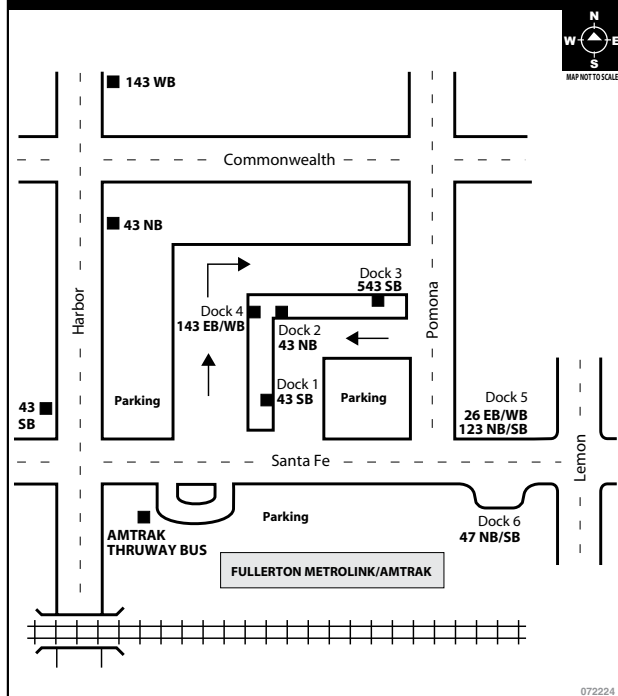 N
W E
S
MAP NOT TO SCALE
143 WB
Commonwealth
43 NB
Harbor
Pomona
Dock 3
543 SB
Dock 4
143 EB/WB
Dock 2
43 NB
Dock 1
43 SB
Parking
Parking
43
SB
Dock 5
26 EB/WB
123 NB/SB
Santa Fe
Lemon
Parking
AMTRAK
THRUWAY BUS
Dock 6
47 NB/SB
FULLERTON METROLINK/AMTRAK
072224